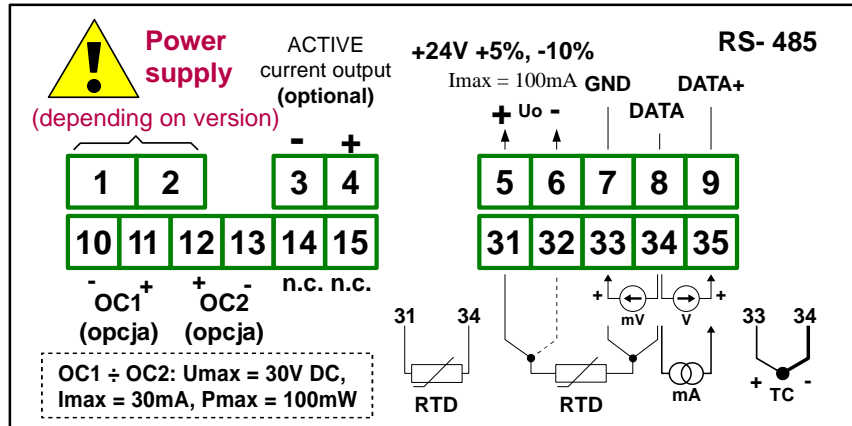 Power supply
(depending on version)
ACTIVE
current output
(optional)
- +
+24V +5%, -10%
Imax = 100mA
+ Uo -
RS- 485
GND DATA+
DATA
1 2 3 4 5 6 7 8 9
10 11 12 13 14 15 31 32 33 34 35
- + + -
OC1 OC2
(opcja) (opcja)
n.c. n.c.
OC1 ÷ OC2: Umax = 30V DC,
Imax = 30mA, Pmax = 100mW
31 34
RTD
RTD
+ mV V +
mA
33 34
+ TC -